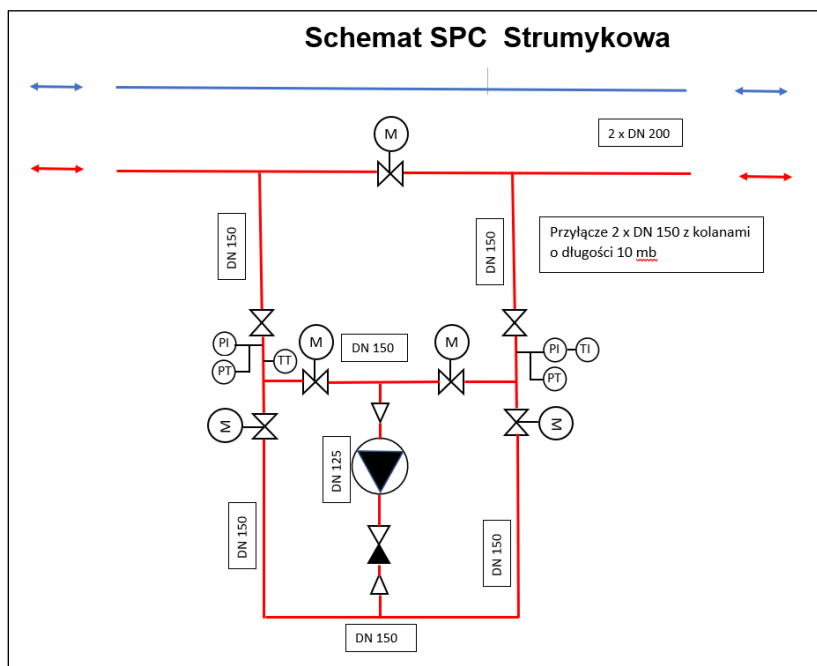 Schemat SPC Strumykowa
M
2 x DN 200
DN 150
DN 150
Przyłącze 2 x DN 150 z kolanami
o długości 10 mb
M
DN 150
M
PI
TT
PT
PI
TI
PT
M
M
DN 125
DN 150
DN 150
DN 150